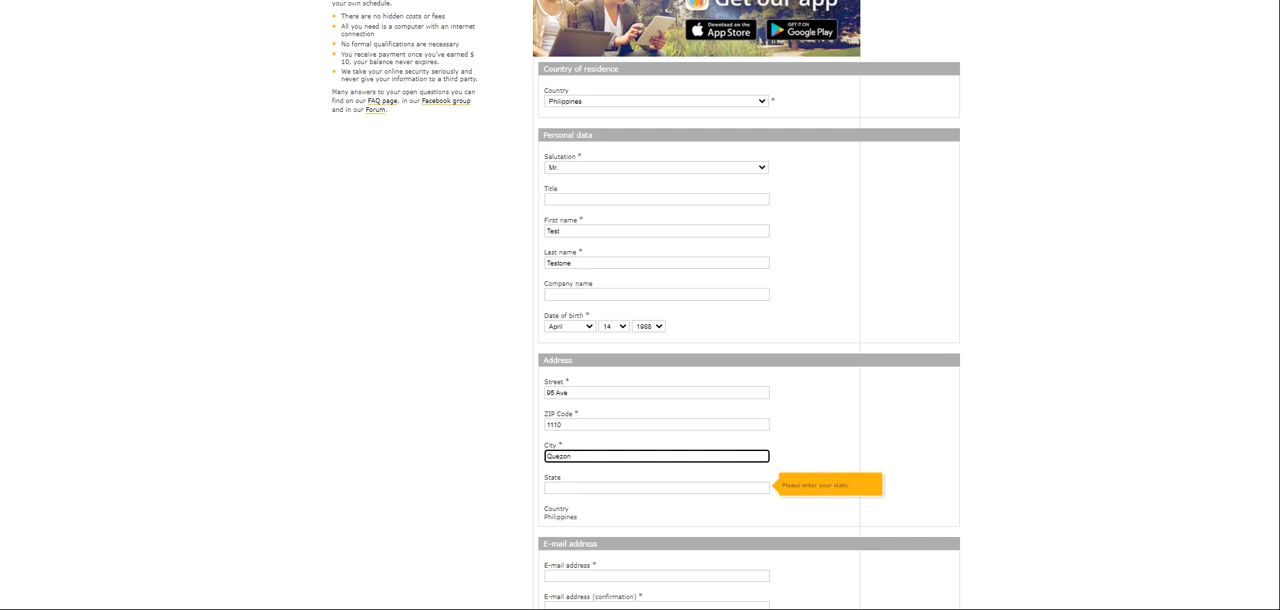 your own schedule.
There are no hidden costs or fees
All you need is a computer with an internet
connection
No formal qualifications are necessary
You receive payment once you've earned $
10, your balance never expires.
We take your online security seriously and
never give your information to a third party.
Many answers to your open questions you can
find on our FAQ page, in our Facebook group
and in our Forum.
Get our app
Download on the
App Store
GET IT ON
Google Play
Country of residence
Country
Philippines
*
Personal data
Salutation *
Mr.
Title
First name *
Test
Last name *
Testone
Company name
Date of birth *
April 14 1988
Address
Street *
95 Ave
ZIP Code *
1110
City *
Quezon
State
Please enter your state.
Country
Philippines
E-mail address
E-mail address *
E-mail address (confirmation) *